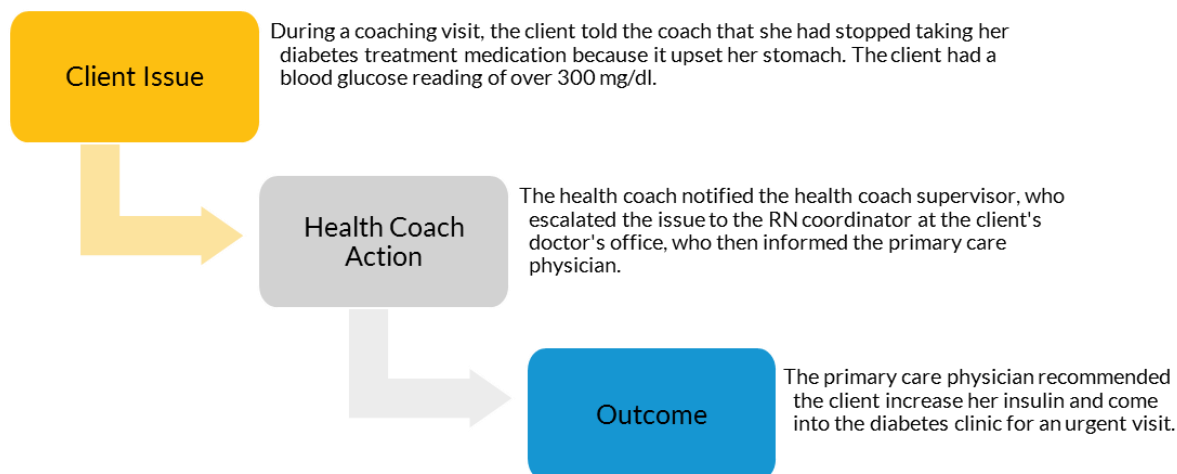 Client Issue
During a coaching visit, the client told the coach that she had stopped taking her
diabetes treatment medication because it upset her stomach. The client had a
blood glucose reading of over 300 mg/dl.
Health Coach
Action
The health coach notified the health coach supervisor, who
escalated the issue to the RN coordinator at the client's
doctor's office, who then informed the primary care
physician.
Outcome
The primary care physician recommended
the client increase her insulin and come
into the diabetes clinic for an urgent visit.